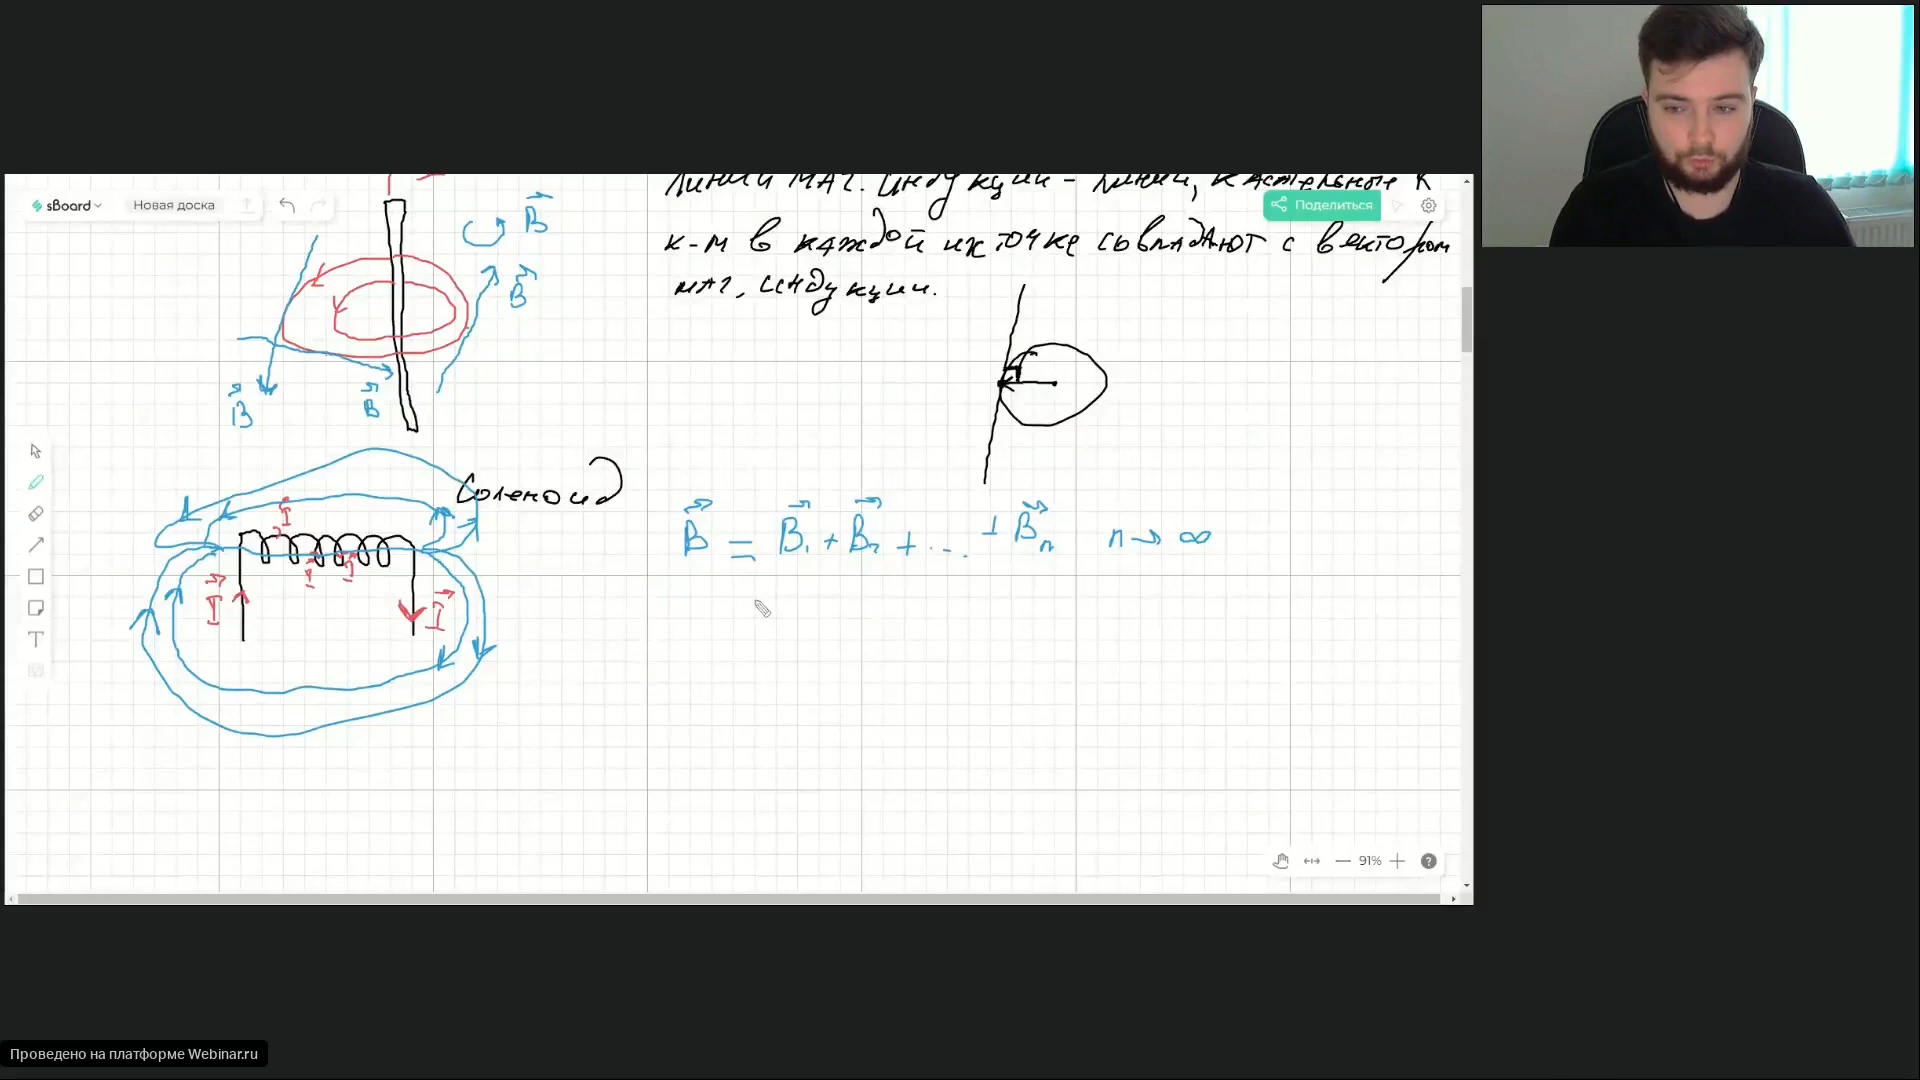 sBoard
Новая доска
Поделиться
Линии маг. индукции - линии, касательные к
к-м в каждой их точке совпадают с вектором
маг. индукции.
B
B
B
B
Соленоид
I
I
I
I
I
B = B₁ + B₂ + ... + Bₙ n → ∞
T
91%
Проведено на платформе Webinar.ru